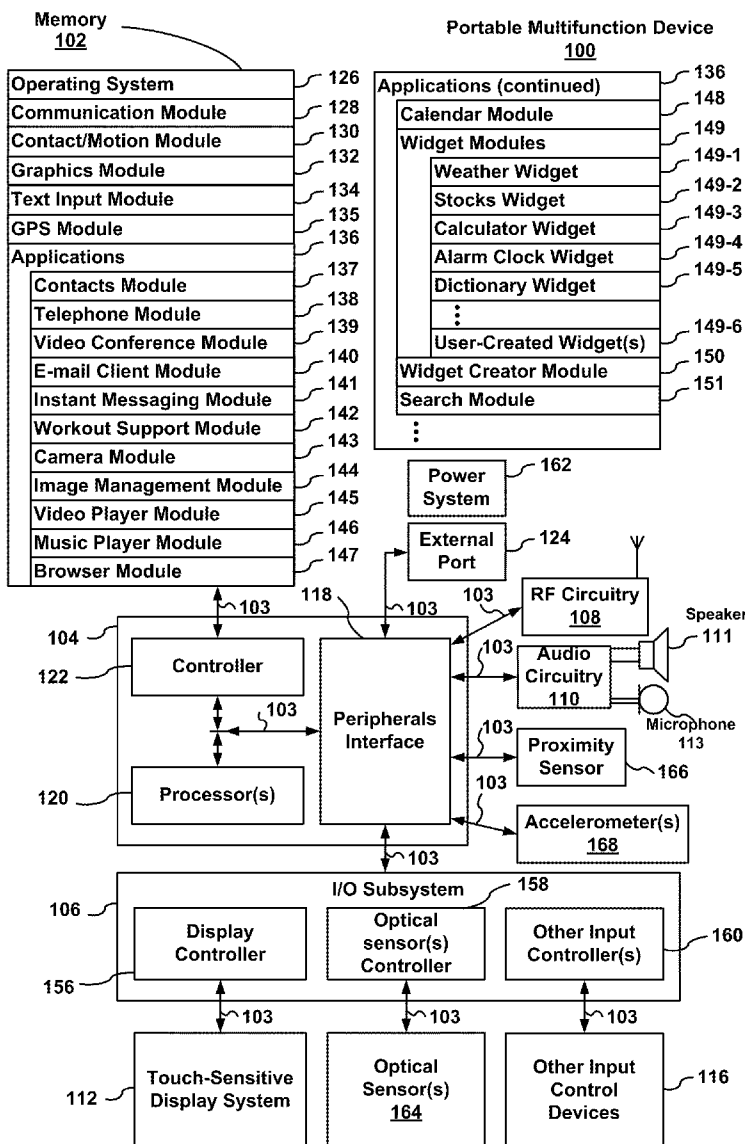 Memory
102
Portable Multifunction Device
100
Operating System 126
Communication Module 128
Contact/Motion Module 130
Graphics Module 132
Text Input Module 134
GPS Module 135
Applications 136
Contacts Module 137
Telephone Module 138
Video Conference Module 139
E-mail Client Module 140
Instant Messaging Module 141
Workout Support Module 142
Camera Module 143
Image Management Module 144
Video Player Module 145
Music Player Module 146
Browser Module 147
Applications (continued) 136
Calendar Module 148
Widget Modules 149
Weather Widget 149-1
Stocks Widget 149-2
Calculator Widget 149-3
Alarm Clock Widget 149-4
Dictionary Widget 149-5
User-Created Widget(s) 149-6
Widget Creator Module 150
Search Module 151
Power
System
162
External
Port
124
103
118
103
103
RF Circuitry
108
104
122
Controller
103
Peripherals
Interface
103
Audio
Circuitry
110
Speaker
111
Microphone
113
120
Processor(s)
103
Proximity
Sensor
166
103
Accelerometer(s)
168
103
106
I/O Subsystem
158
Display
Controller
156
Optical
sensor(s)
Controller
Other Input
Controller(s)
160
103
103
103
112
Touch-Sensitive
Display System
Optical
Sensor(s)
164
Other Input
Control
Devices
116